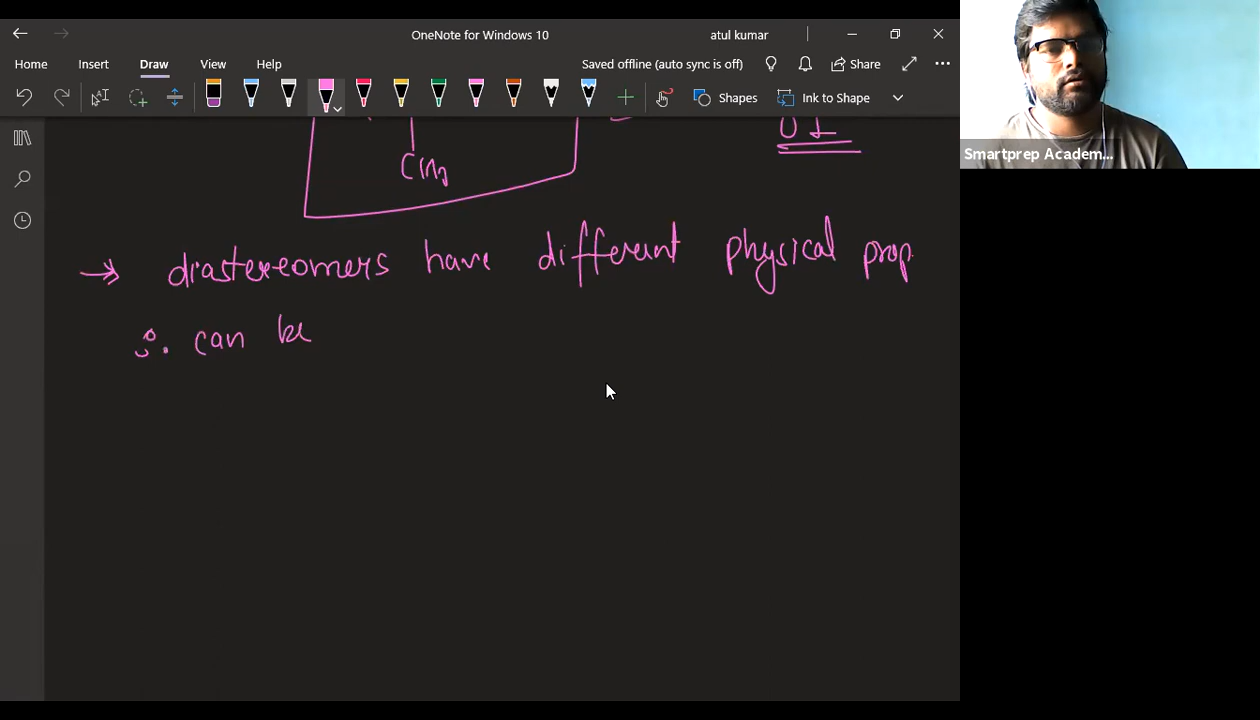 OneNote for Windows 10
atul kumar
Home
Insert
Draw
View
Help
Saved offline (auto sync is off)
Share
Shapes
Ink to Shape
Smartprep Academ...
CH3
→ diastereomers have different physical prop.
∴ can be